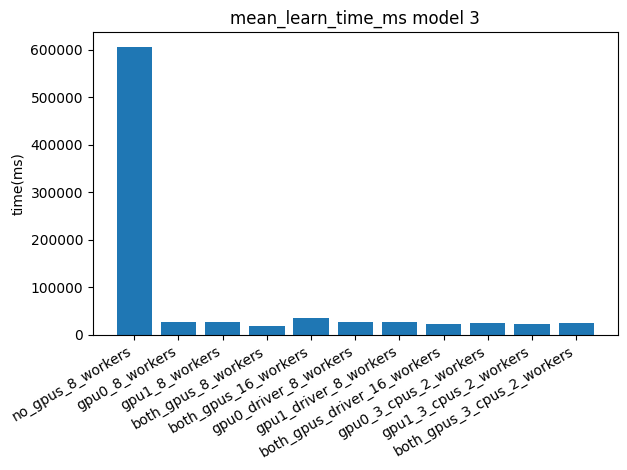 mean_learn_time_ms model 3
time(ms)
600000
500000
400000
300000
200000
100000
0
no_gpus_8_workers
gpu0_8_workers
gpu1_8_workers
both_gpus_8_workers
both_gpus_16_workers
gpu0_driver_8_workers
gpu1_driver_8_workers
both_gpus_driver_16_workers
gpu0_3_cpus_2_workers
gpu1_3_cpus_2_workers
both_gpus_3_cpus_2_workers